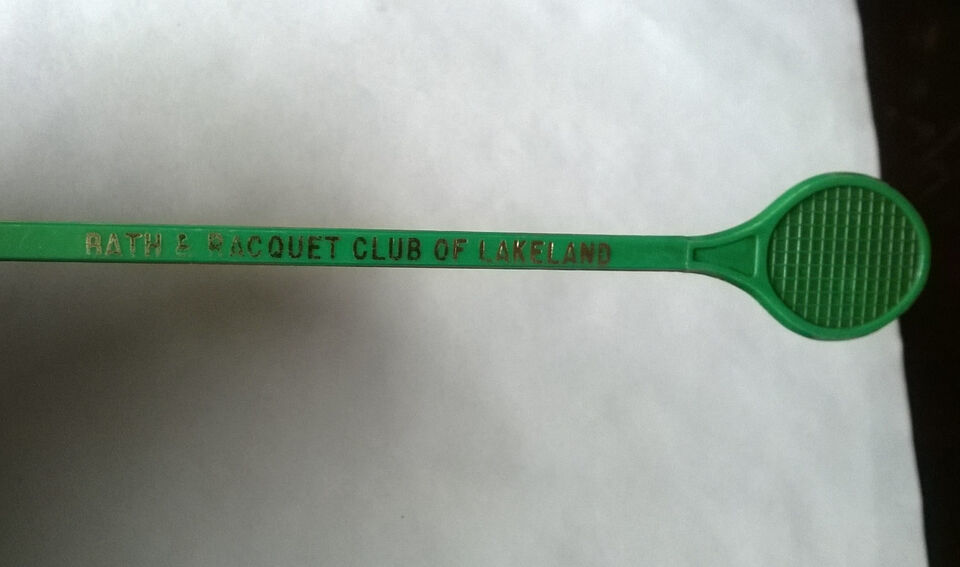 BATH & RACQUET CLUB OF LAKELAND